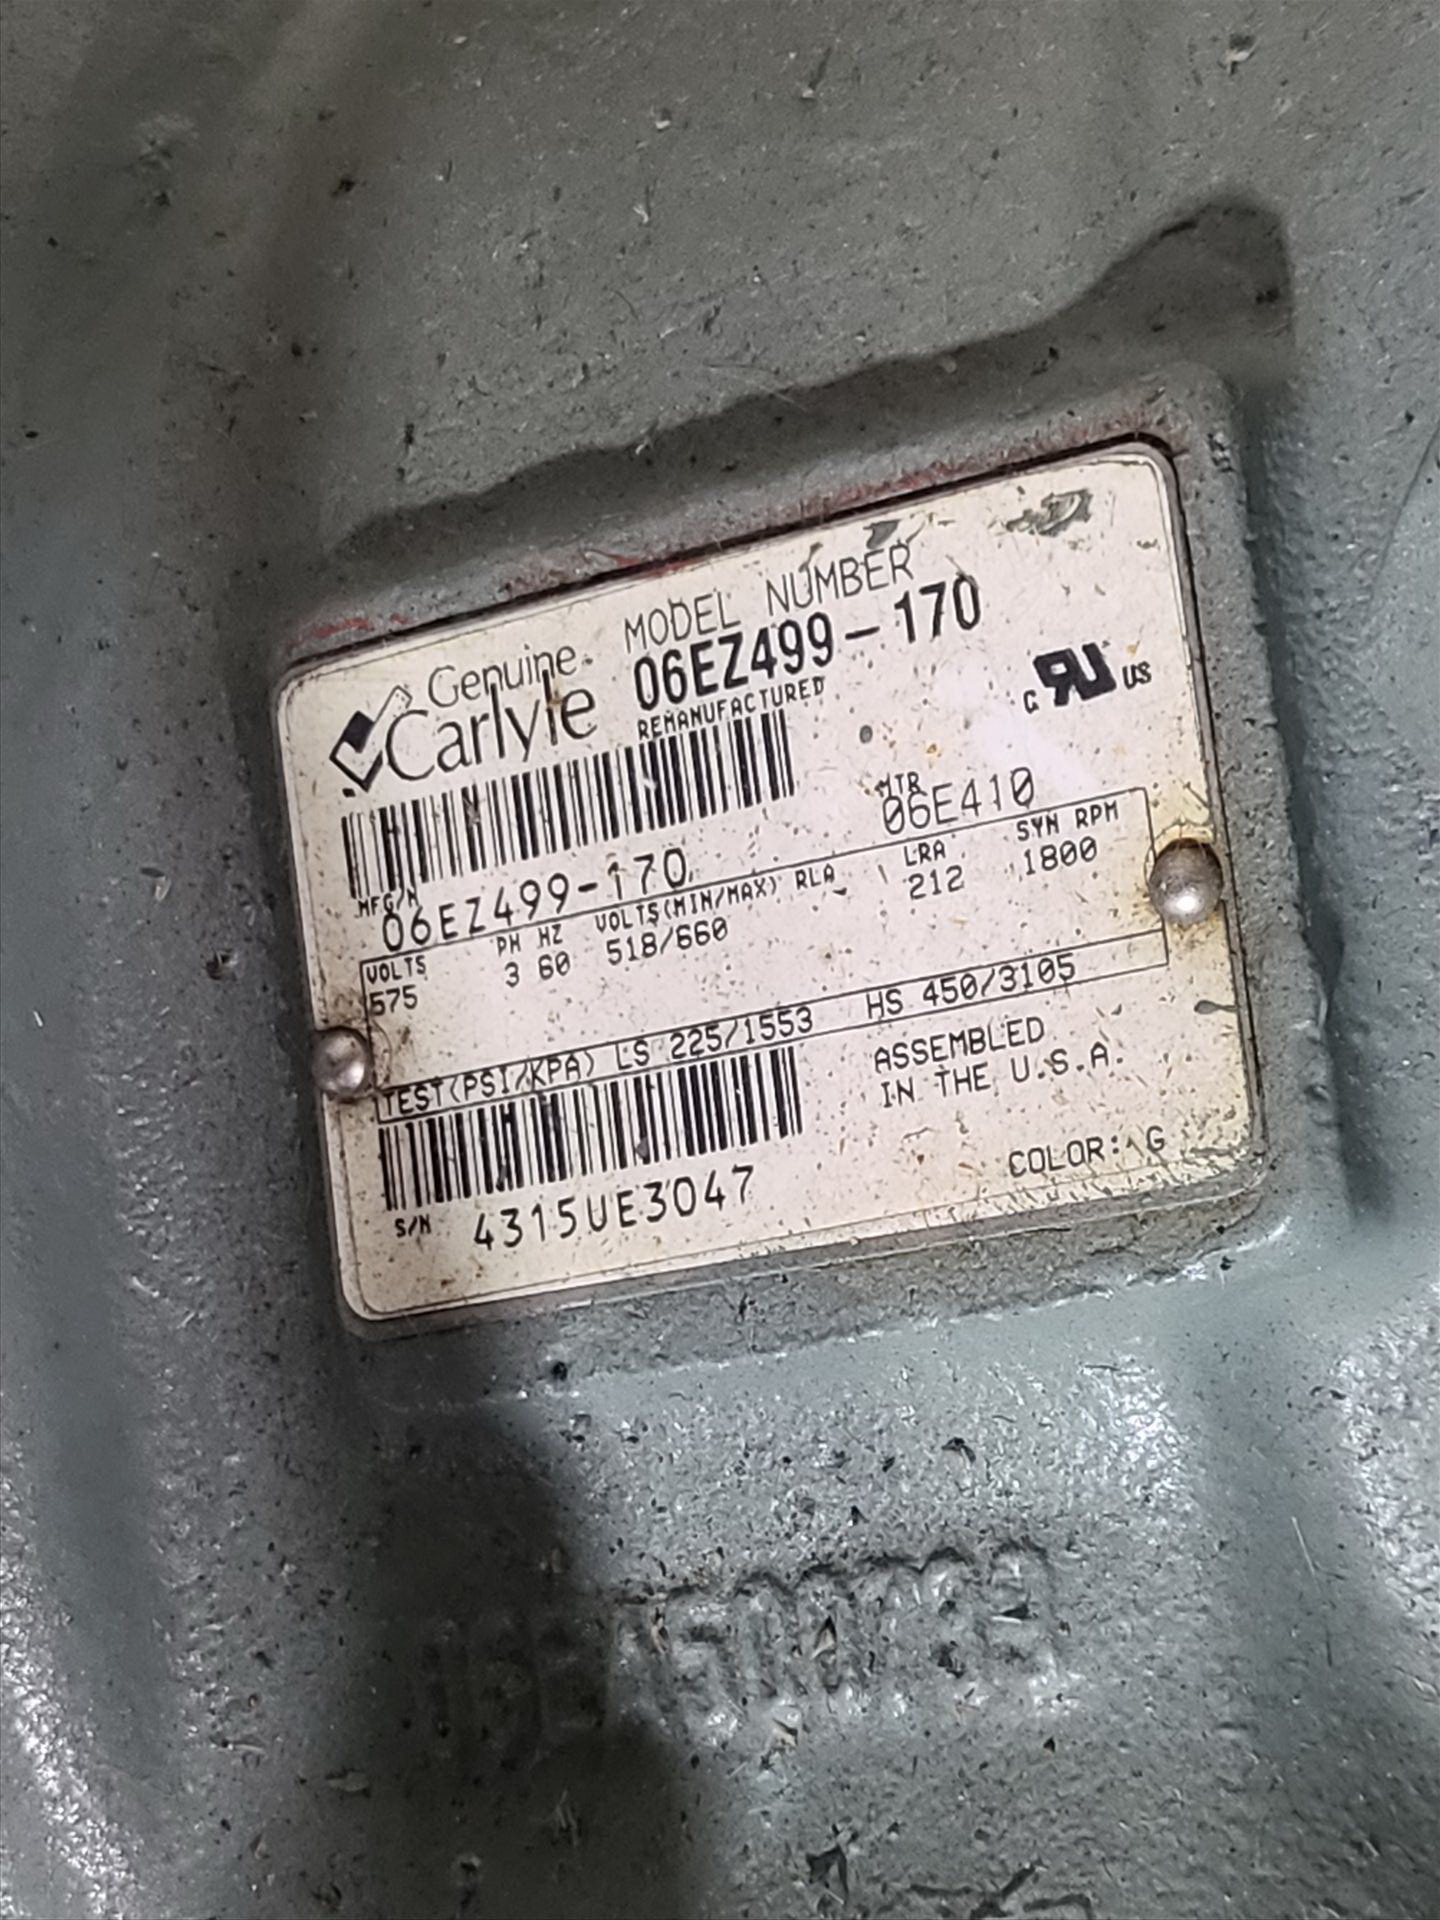 Genuine
Carlyle
MODEL NUMBER
06EZ499-170
REMANUFACTURED
C RU US
MFG/M
06EZ499-170
MTR
06E410
VOLTS PH HZ VOLTS(MIN/MAX) RLA LRA SYN RPM
575 3 60 518/660 212 1800
TEST(PSI/KPA) LS 225/1553 HS 450/3105
ASSEMBLED
IN THE U.S.A.
S/N 4315UE3047
COLOR: G